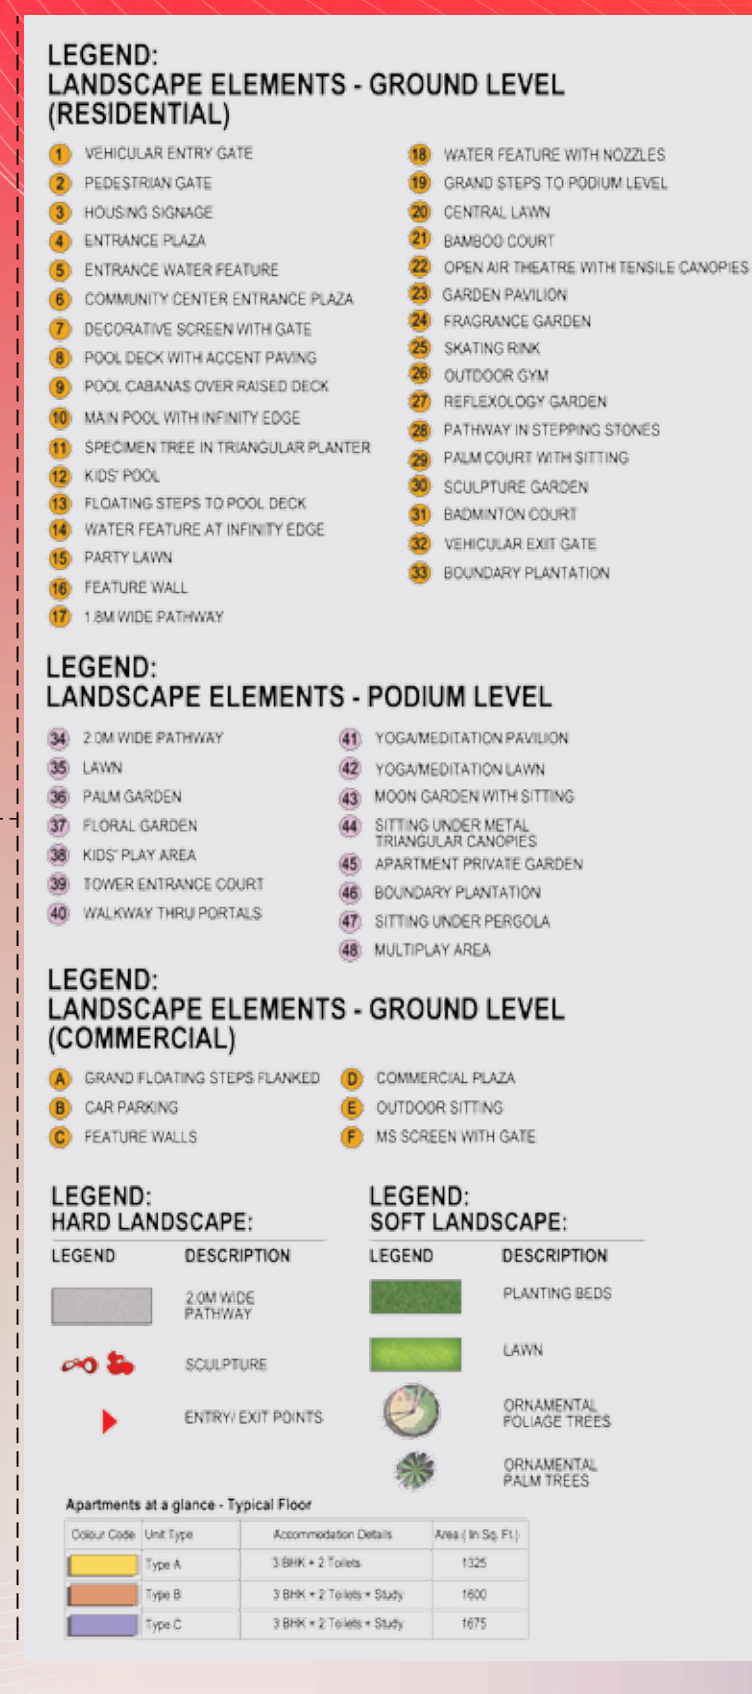 LEGEND:
LANDSCAPE ELEMENTS - GROUND LEVEL
(RESIDENTIAL)
1 VEHICULAR ENTRY GATE
2 PEDESTRIAN GATE
3 HOUSING SIGNAGE
4 ENTRANCE PLAZA
5 ENTRANCE WATER FEATURE
6 COMMUNITY CENTER ENTRANCE PLAZA
7 DECORATIVE SCREEN WITH GATE
8 POOL DECK WITH ACCENT PAVING
9 POOL CABANAS OVER RAISED DECK
10 MAIN POOL WITH INFINITY EDGE
11 SPECIMEN TREE IN TRIANGULAR PLANTER
12 KIDS' POOL
13 FLOATING STEPS TO POOL DECK
14 WATER FEATURE AT INFINITY EDGE
15 PARTY LAWN
16 FEATURE WALL
17 1.8M WIDE PATHWAY
18 WATER FEATURE WITH NOZZLES
19 GRAND STEPS TO PODIUM LEVEL
20 CENTRAL LAWN
21 BAMBOO COURT
22 OPEN AIR THEATRE WITH TENSILE CANOPIES
23 GARDEN PAVILION
24 FRAGRANCE GARDEN
25 SKATING RINK
26 OUTDOOR GYM
27 REFLEXOLOGY GARDEN
28 PATHWAY IN STEPPING STONES
29 PALM COURT WITH SITTING
30 SCULPTURE GARDEN
31 BADMINTON COURT
32 VEHICULAR EXIT GATE
33 BOUNDARY PLANTATION
LEGEND:
LANDSCAPE ELEMENTS - PODIUM LEVEL
34 2.0M WIDE PATHWAY
35 LAWN
36 PALM GARDEN
37 FLORAL GARDEN
38 KIDS' PLAY AREA
39 TOWER ENTRANCE COURT
40 WALKWAY THRU PORTALS
41 YOGA/MEDITATION PAVILION
42 YOGA/MEDITATION LAWN
43 MOON GARDEN WITH SITTING
44 SITTING UNDER METAL
TRIANGULAR CANOPIES
45 APARTMENT PRIVATE GARDEN
46 BOUNDARY PLANTATION
47 SITTING UNDER PERGOLA
48 MULTIPLAY AREA
LEGEND:
LANDSCAPE ELEMENTS - GROUND LEVEL
(COMMERCIAL)
A GRAND FLOATING STEPS FLANKED
B CAR PARKING
C FEATURE WALLS
D COMMERCIAL PLAZA
E OUTDOOR SITTING
F MS SCREEN WITH GATE
LEGEND:
HARD LANDSCAPE:
LEGEND DESCRIPTION
2.0M WIDE
PATHWAY
SCULPTURE
ENTRY/ EXIT POINTS
LEGEND:
SOFT LANDSCAPE:
LEGEND DESCRIPTION
PLANTING BEDS
LAWN
ORNAMENTAL
FOLIAGE TREES
ORNAMENTAL
PALM TREES
Apartments at a glance - Typical Floor
Colour Code Unit Type Accommodation Details Area ( In Sq. Ft.)
Type A 3 BHK + 2 Toilets 1325
Type B 3 BHK + 2 Toilets + Study 1600
Type C 3 BHK + 2 Toilets + Study 1675